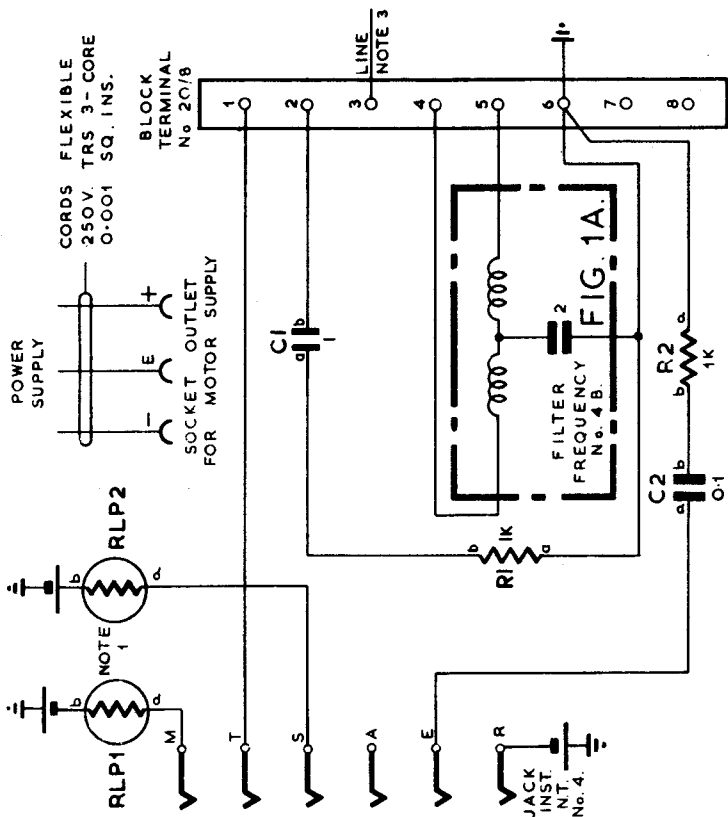 POWER
SUPPLY
CORDS FLEXIBLE
250V. TRS 3-CORE
0·001 SQ. INS.
- E +
SOCKET OUTLET
FOR MOTOR SUPPLY
BLOCK
TERMINAL
No 20/8
LINE
NOTE 3
1
2
3
4
5
6
7
8
RLP1
b
d
NOTE
1
RLP2
b
d
C1
a b
1
R1
1K
b
a
FILTER
FREQUENCY
No. 4 B.
2
FIG. 1A.
C2
a b
0·1
R2
b a
1K
M
T
S
A
E
R
JACK
INST.
N.T.
No. 4.